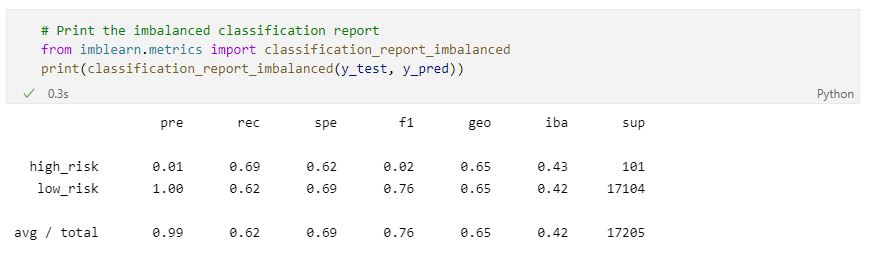 # Print the imbalanced classification report
from imblearn.metrics import classification_report_imbalanced
print(classification_report_imbalanced(y_test, y_pred))
0.3s Python
pre rec spe f1 geo iba sup
high_risk 0.01 0.69 0.62 0.02 0.65 0.43 101
low_risk 1.00 0.62 0.69 0.76 0.65 0.42 17104
avg / total 0.99 0.62 0.69 0.76 0.65 0.42 17205